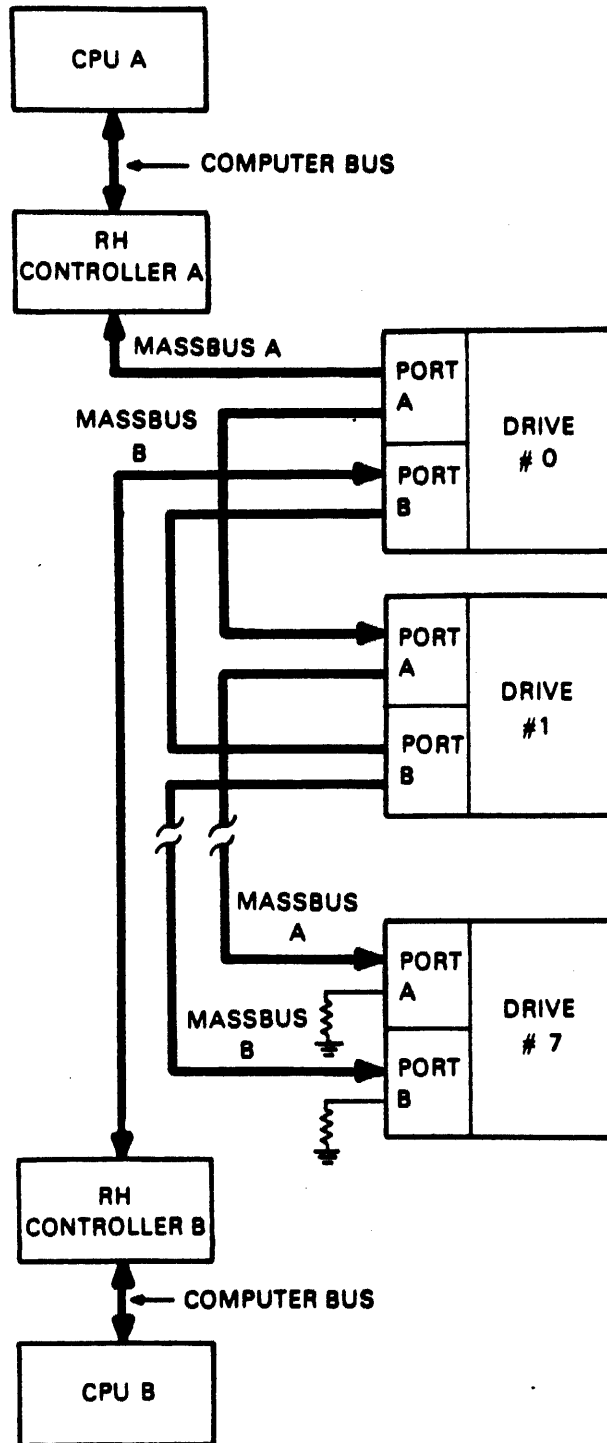 CPU A
COMPUTER BUS
RH
CONTROLLER A
MASSBUS A
PORT
A
DRIVE
# 0
MASSBUS
B
PORT
B
PORT
A
DRIVE
#1
PORT
B
MASSBUS
A
PORT
A
DRIVE
# 7
MASSBUS
B
PORT
B
RH
CONTROLLER B
COMPUTER BUS
CPU B